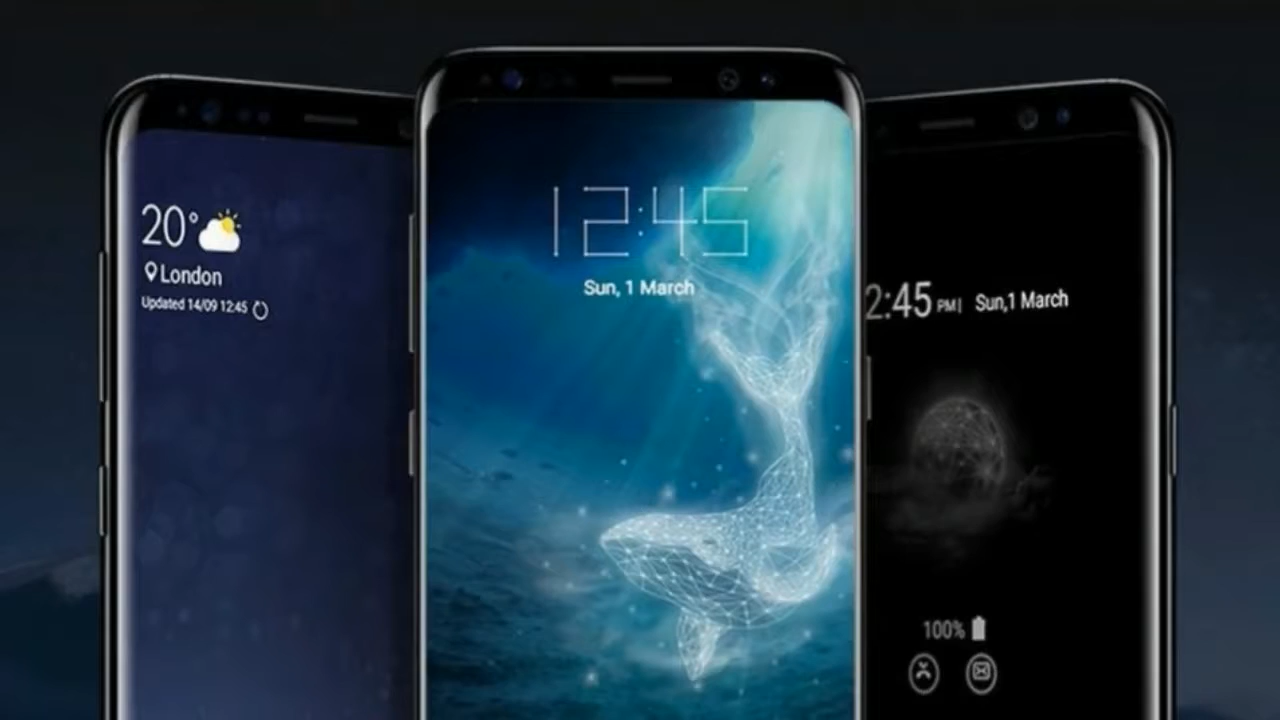 20°
London
Updated 14/09 12:45
12:45
Sun, 1 March
2:45 PM| Sun,1 March
100%